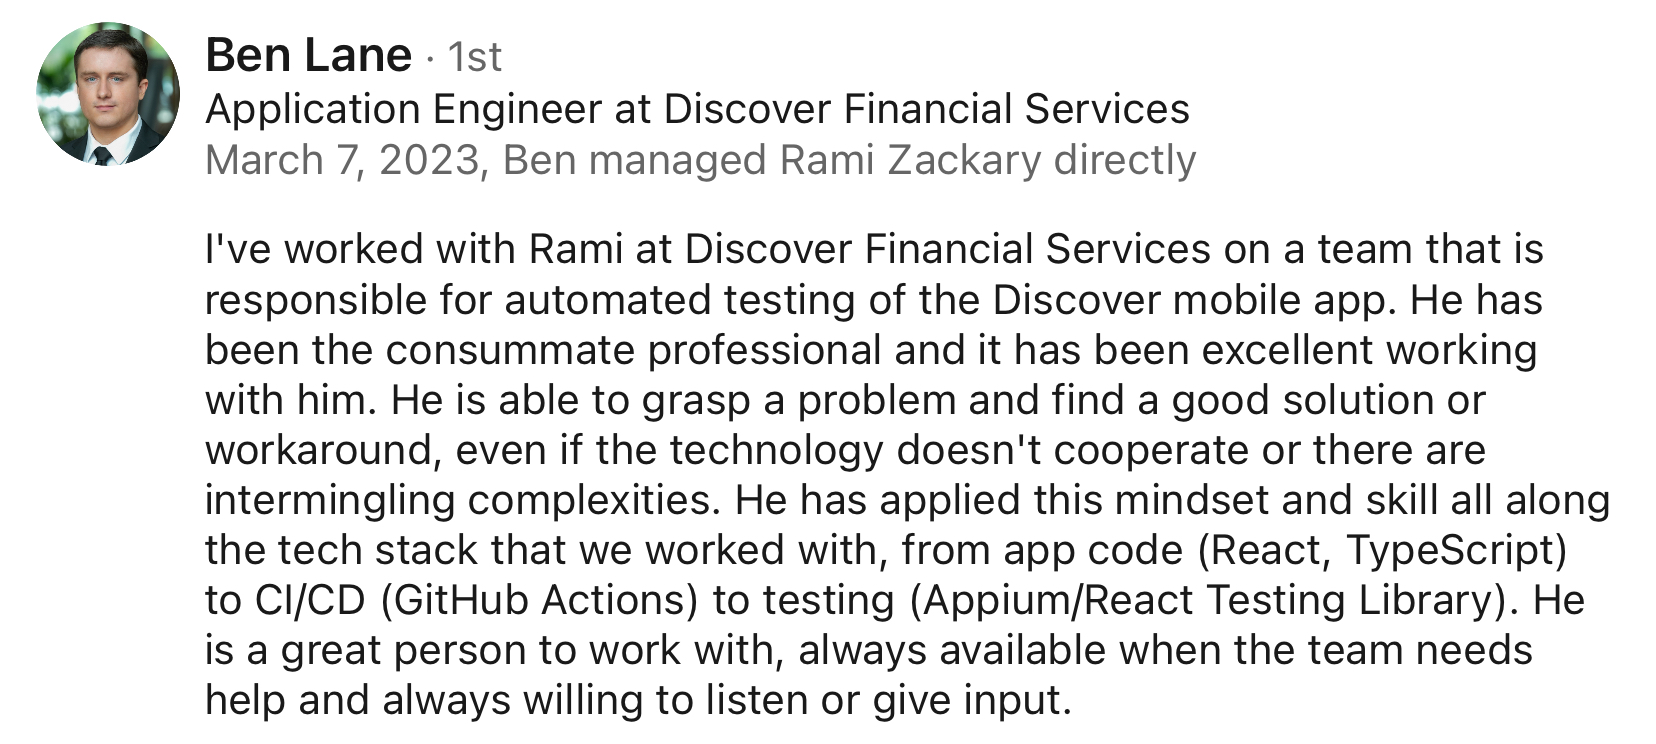 Ben Lane · 1st
Application Engineer at Discover Financial Services
March 7, 2023, Ben managed Rami Zackary directly
I've worked with Rami at Discover Financial Services on a team that is
responsible for automated testing of the Discover mobile app. He has
been the consummate professional and it has been excellent working
with him. He is able to grasp a problem and find a good solution or
workaround, even if the technology doesn't cooperate or there are
intermingling complexities. He has applied this mindset and skill all along
the tech stack that we worked with, from app code (React, TypeScript)
to CI/CD (GitHub Actions) to testing (Appium/React Testing Library). He
is a great person to work with, always available when the team needs
help and always willing to listen or give input.